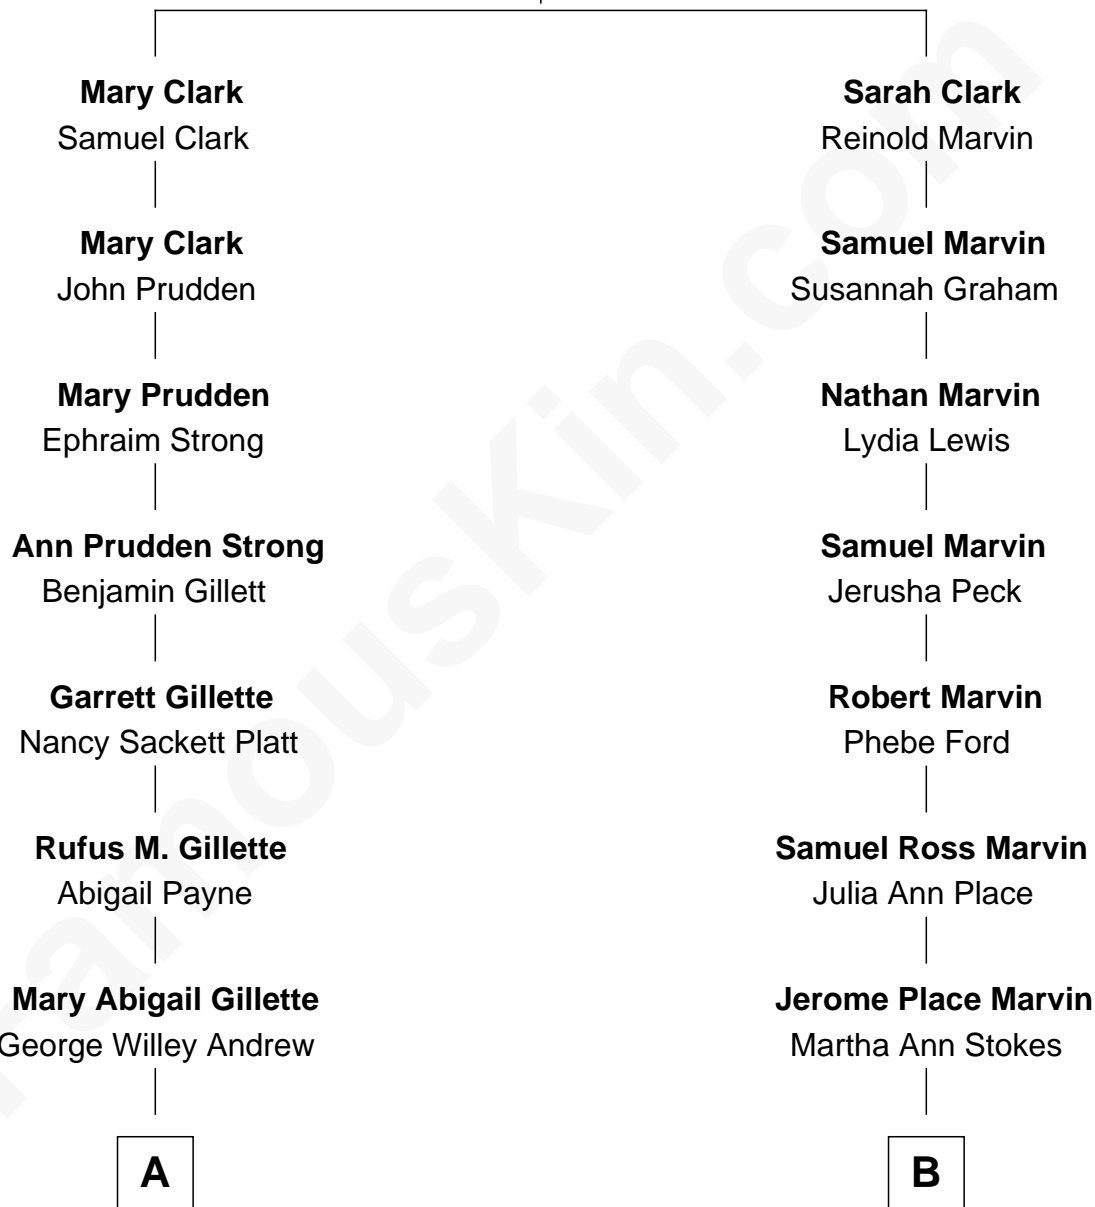 Mary Clark
Samuel Clark
Mary Clark
John Prudden
Mary Prudden
Ephraim Strong
Ann Prudden Strong
Benjamin Gillett
Garrett Gillette
Nancy Sackett Platt
Rufus M. Gillette
Abigail Payne
Mary Abigail Gillette
George Willey Andrew
A
Sarah Clark
Reinold Marvin
Samuel Marvin
Susannah Graham
Nathan Marvin
Lydia Lewis
Samuel Marvin
Jerusha Peck
Robert Marvin
Phebe Ford
Samuel Ross Marvin
Julia Ann Place
Jerome Place Marvin
Martha Ann Stokes
B
FamousKin.com